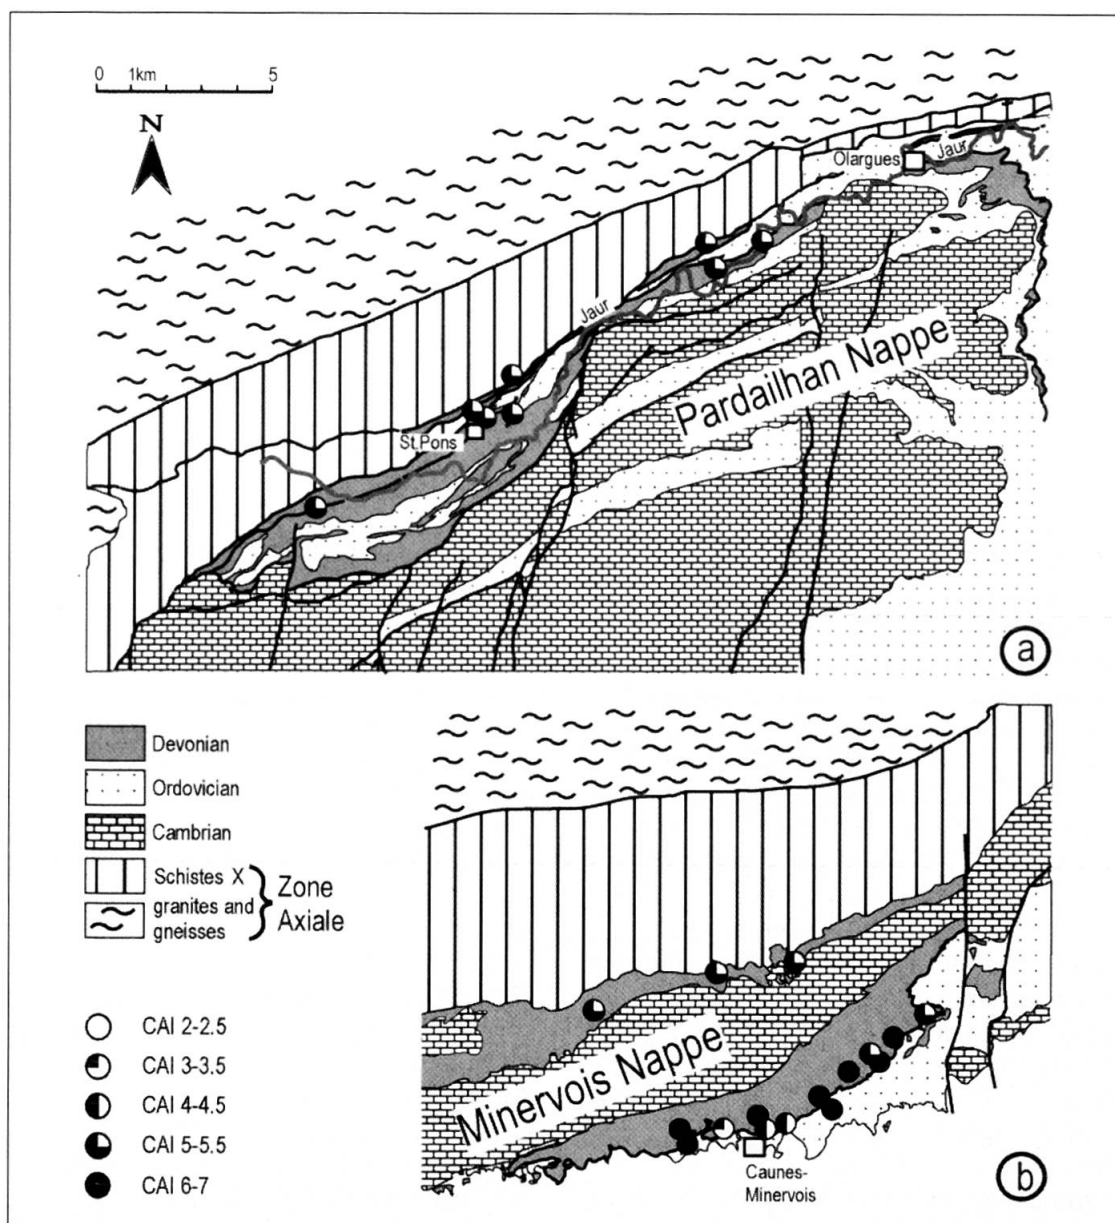 0 1km 5
N
Olargues
Jaur
Jaur
St.Pons
Pardailhan Nappe
a
Devonian
Ordovician
Cambrian
Schistes X
granites and
gneisses
Zone
Axiale
CAI 2-2.5
CAI 3-3.5
CAI 4-4.5
CAI 5-5.5
CAI 6-7
Minervois Nappe
Caunes-
Minervois
b